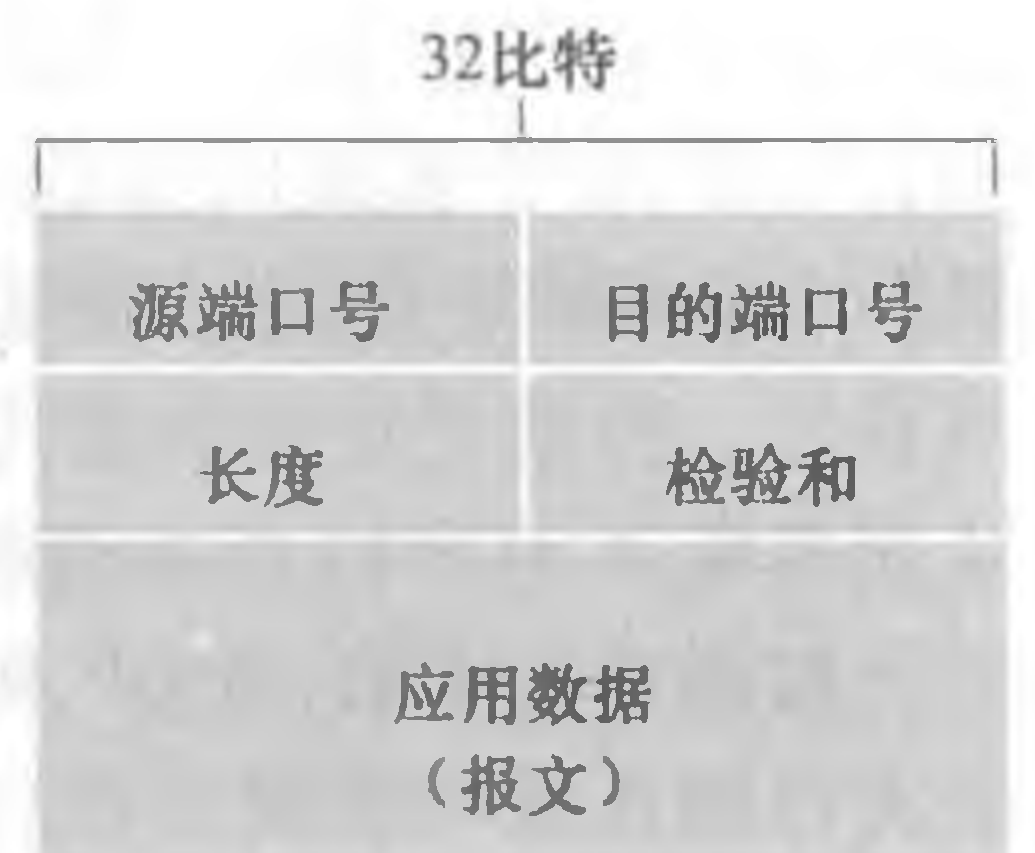 32比特
源端口号 目的端口号
长度 检验和
应用数据
（报文）